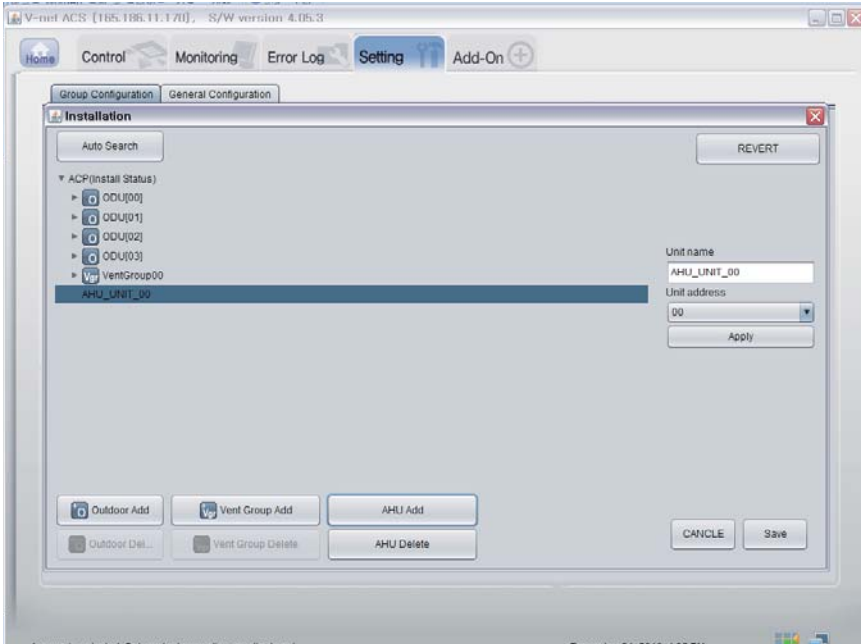 V-net ACS [165.186.11.170], S/W version 4.05.3
Home Control Monitoring Error Log Setting Add-On
Group Configuration General Configuration
Installation
Auto Search
REVERT
ACP(Install Status)
ODU[00]
ODU[01]
ODU[02]
ODU[03]
VentGroup00
AHU_UNIT_00
Unit name
AHU_UNIT_00
Unit address
00
Apply
Outdoor Add
Vent Group Add
AHU Add
Outdoor Del...
Vent Group Delete
AHU Delete
CANCLE
Save